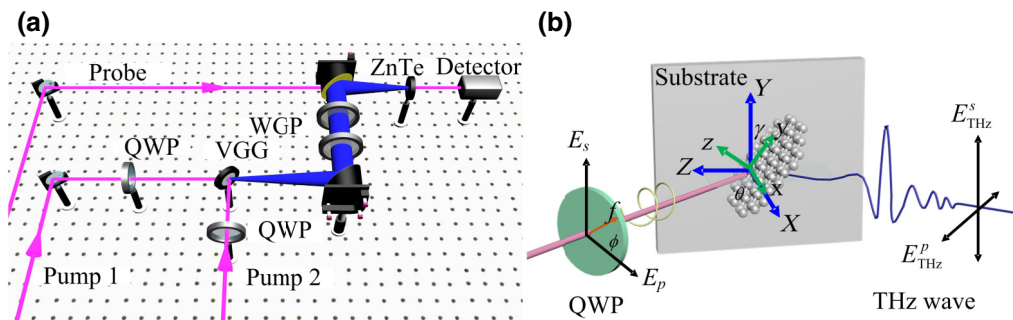 (a)
Probe
ZnTe Detector
WGP
QWP
VGG
QWP
Pump 1
Pump 2
(b)
Substrate
Y
γ
y
z
Z
θ
x
X
E_s
f
ϕ
E_p
QWP
E^s_THz
E^p_THz
THz wave